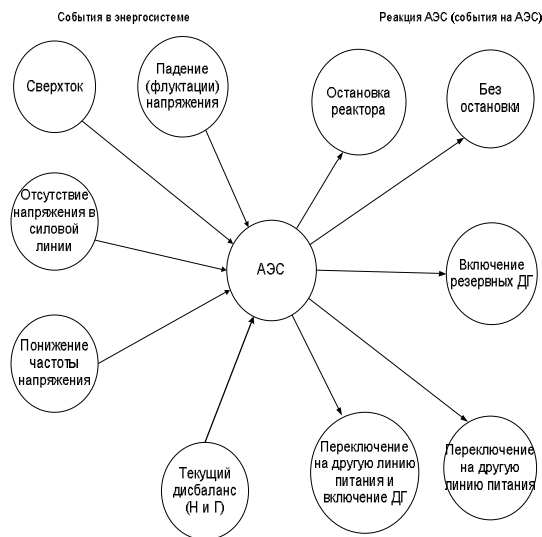 События в энергосистеме
Реакция АЭС (события на АЭС)
Сверхток
Падение
(флуктации)
напряжения
Остановка
реактора
Без
остановки
Отсутствие
напряжения в
силовой
линии
АЭС
Включение
резервных ДГ
Понижение
частоты
напряжения
Текущий
дисбаланс
(Н и Г)
Переключение
на другую линию
питания и
включение ДГ
Переключение
на другую
линию питания